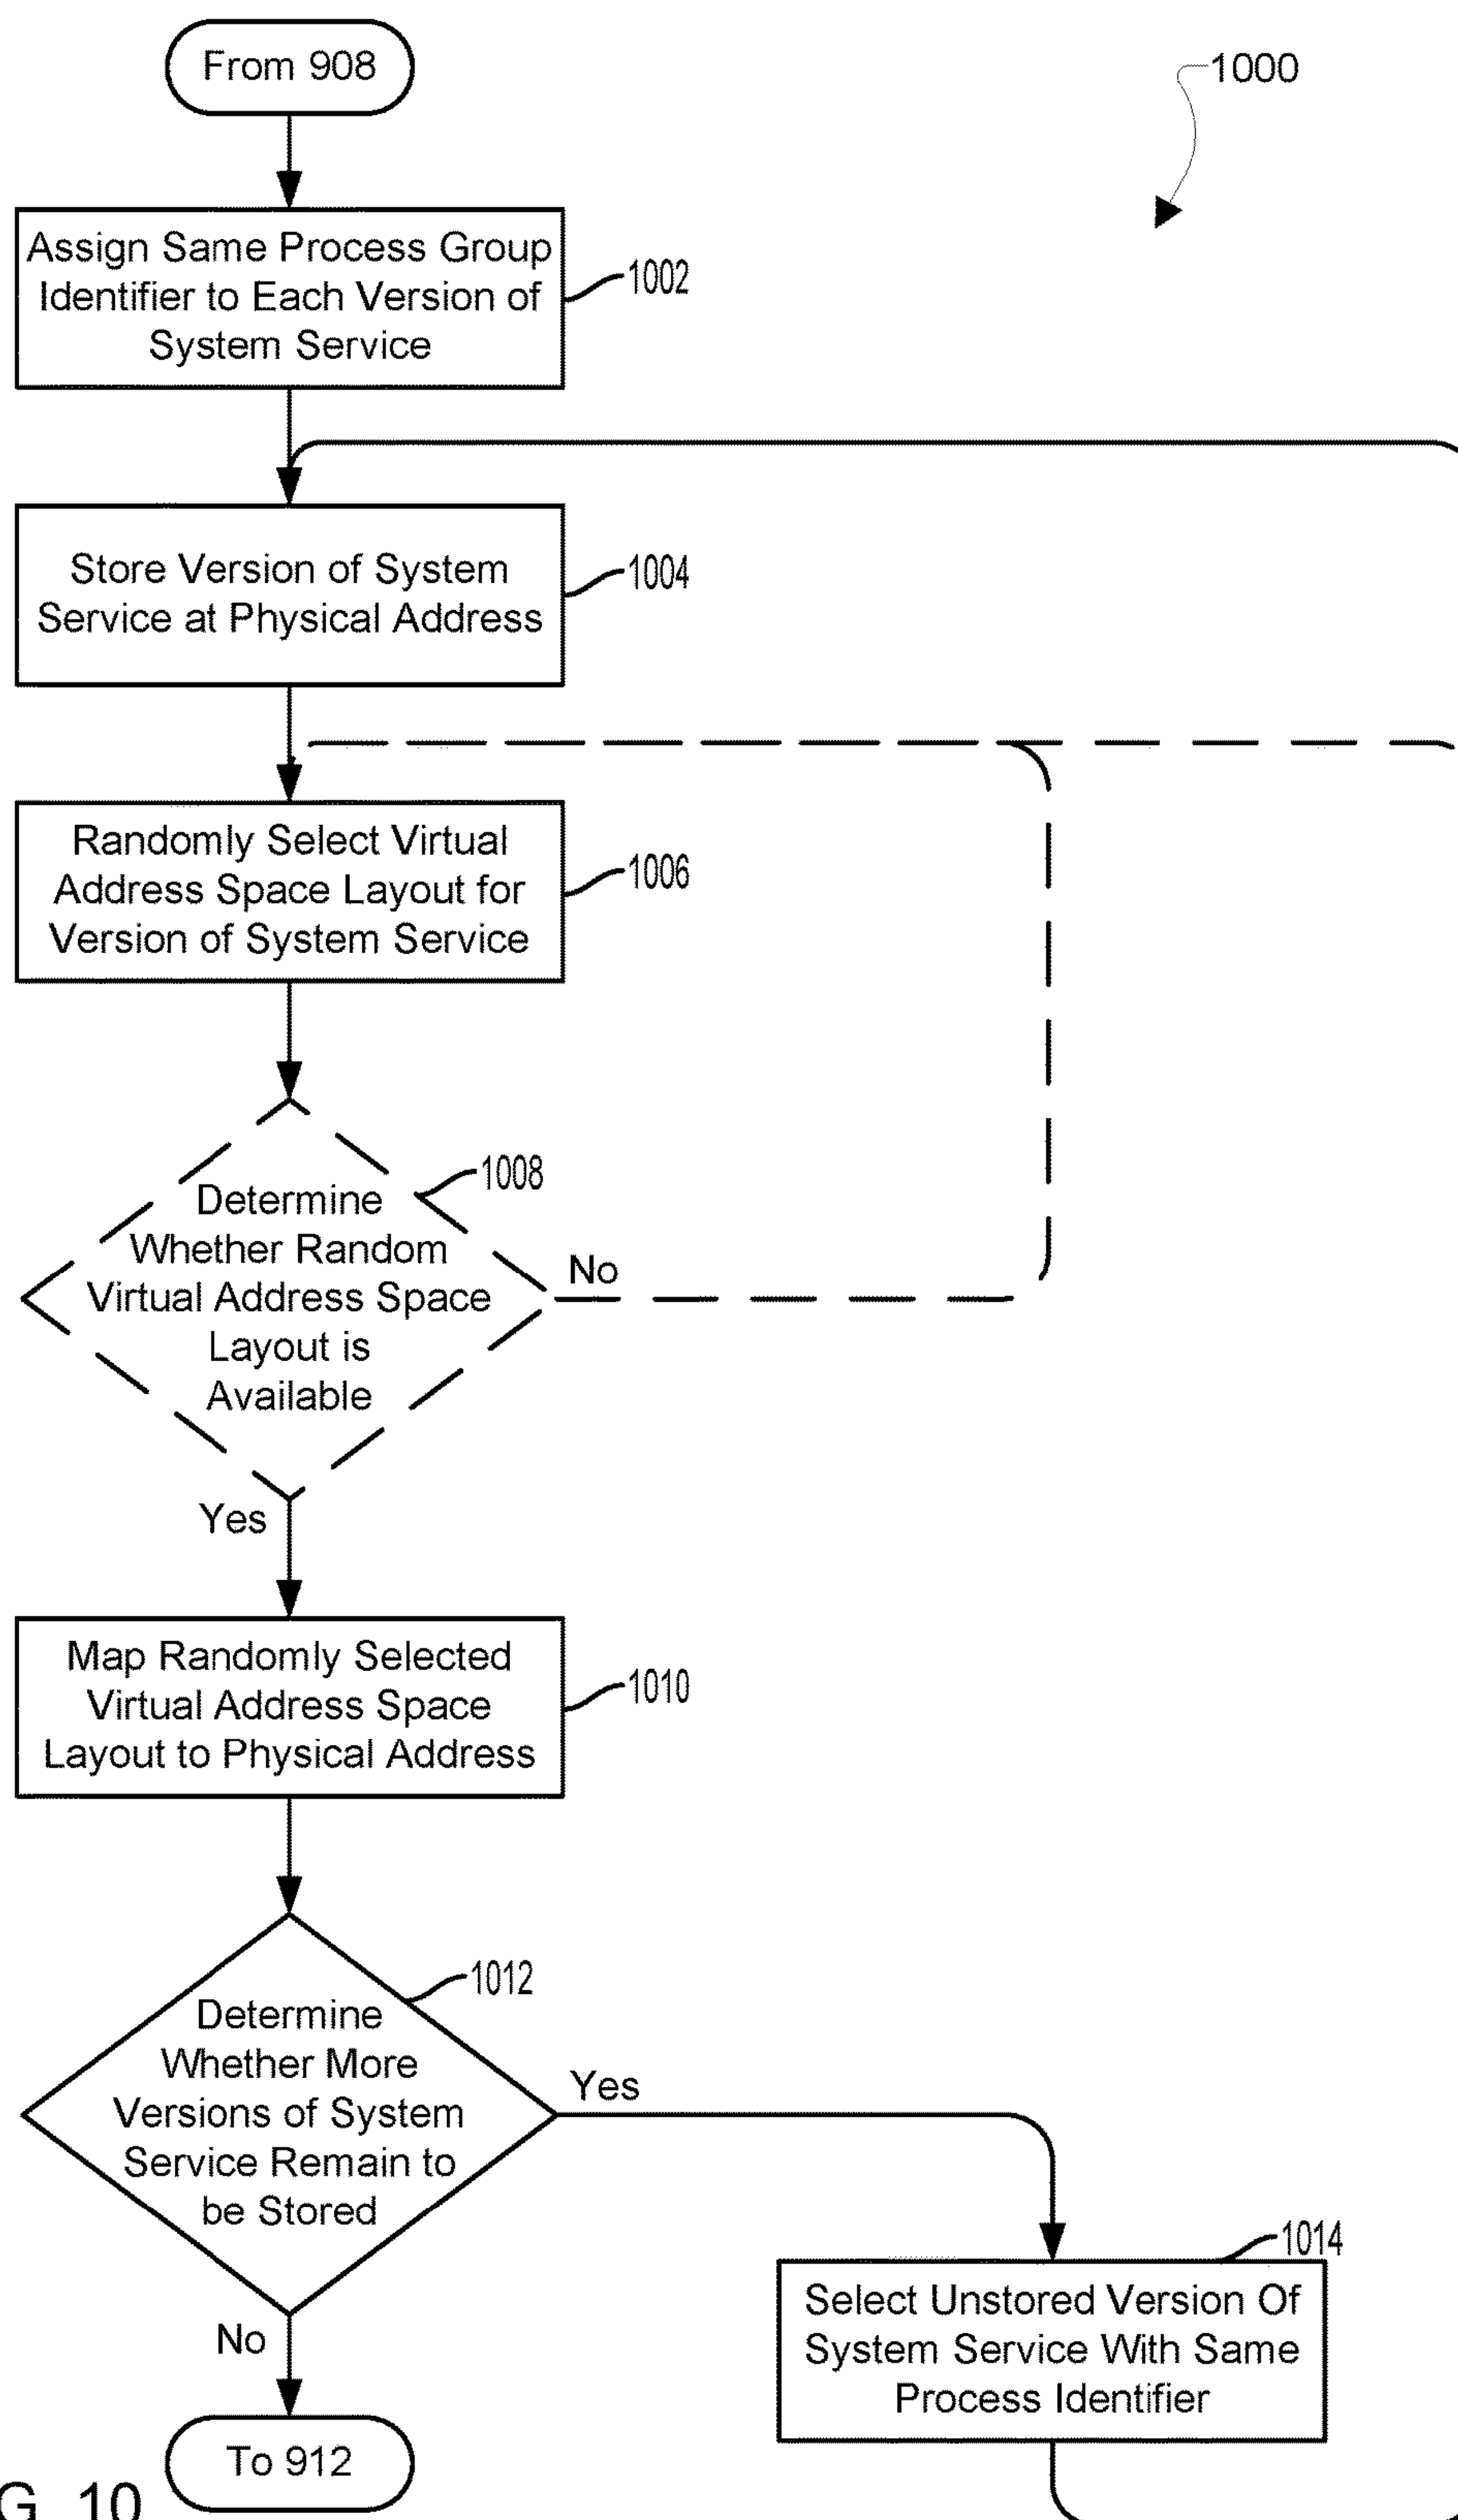 From 908
1000
Assign Same Process Group
Identifier to Each Version of
System Service
1002
Store Version of System
Service at Physical Address
1004
Randomly Select Virtual
Address Space Layout for
Version of System Service
1006
1008
Determine
Whether Random
Virtual Address Space
Layout is
Available
No
Yes
Map Randomly Selected
Virtual Address Space
Layout to Physical Address
1010
1012
Determine
Whether More
Versions of System
Service Remain to
be Stored
Yes
No
1014
Select Unstored Version Of
System Service With Same
Process Identifier
To 912
G. 10